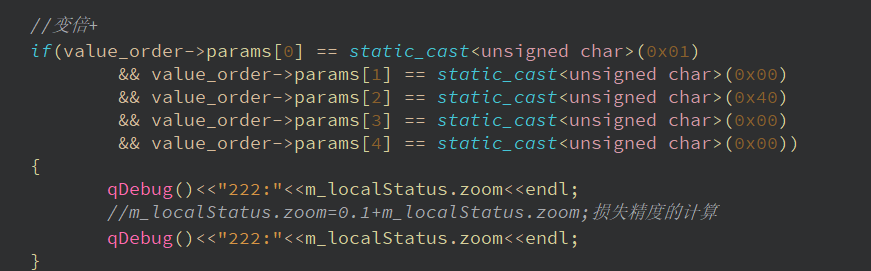 //变倍+
if(value_order->params[0] == static_cast<unsigned char>(0x01)
&& value_order->params[1] == static_cast<unsigned char>(0x00)
&& value_order->params[2] == static_cast<unsigned char>(0x40)
&& value_order->params[3] == static_cast<unsigned char>(0x00)
&& value_order->params[4] == static_cast<unsigned char>(0x00))
{
qDebug()<<"222:"<<m_localStatus.zoom<<endl;
//m_localStatus.zoom=0.1+m_localStatus.zoom;损失精度的计算
qDebug()<<"222:"<<m_localStatus.zoom<<endl;
}